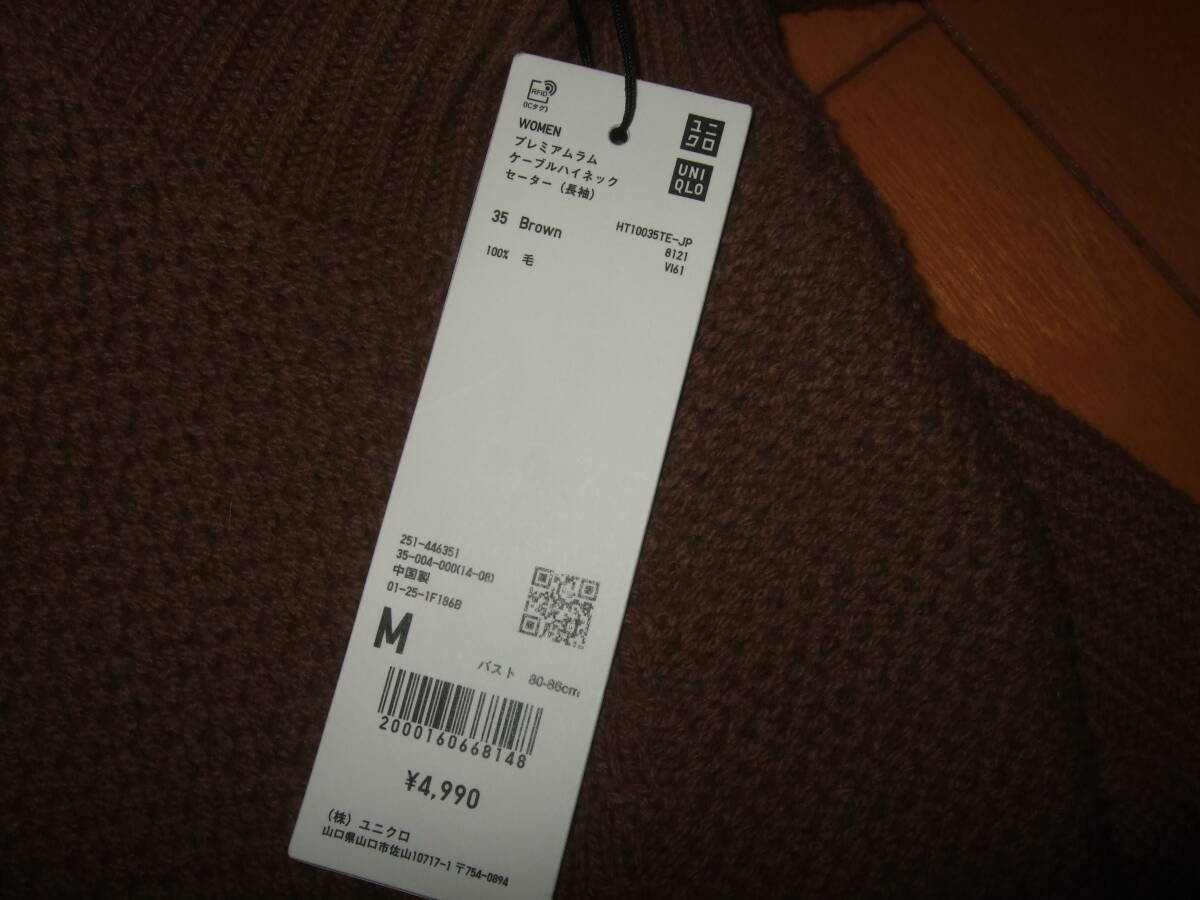 RFID
(ICタグ)
ユニ
クロ
UNI
QLO
WOMEN
プレミアムラム
ケーブルハイネック
セーター (長袖)
35 Brown
HT10035TE-JP
8121
VI61
100% 毛
251-446351
35-004-000(14-08)
中国製
01-25-1F186B
M
バスト 80-86cm
2000160668148
¥4,990
(株) ユニクロ
山口県山口市佐山10717-1 〒754-0894